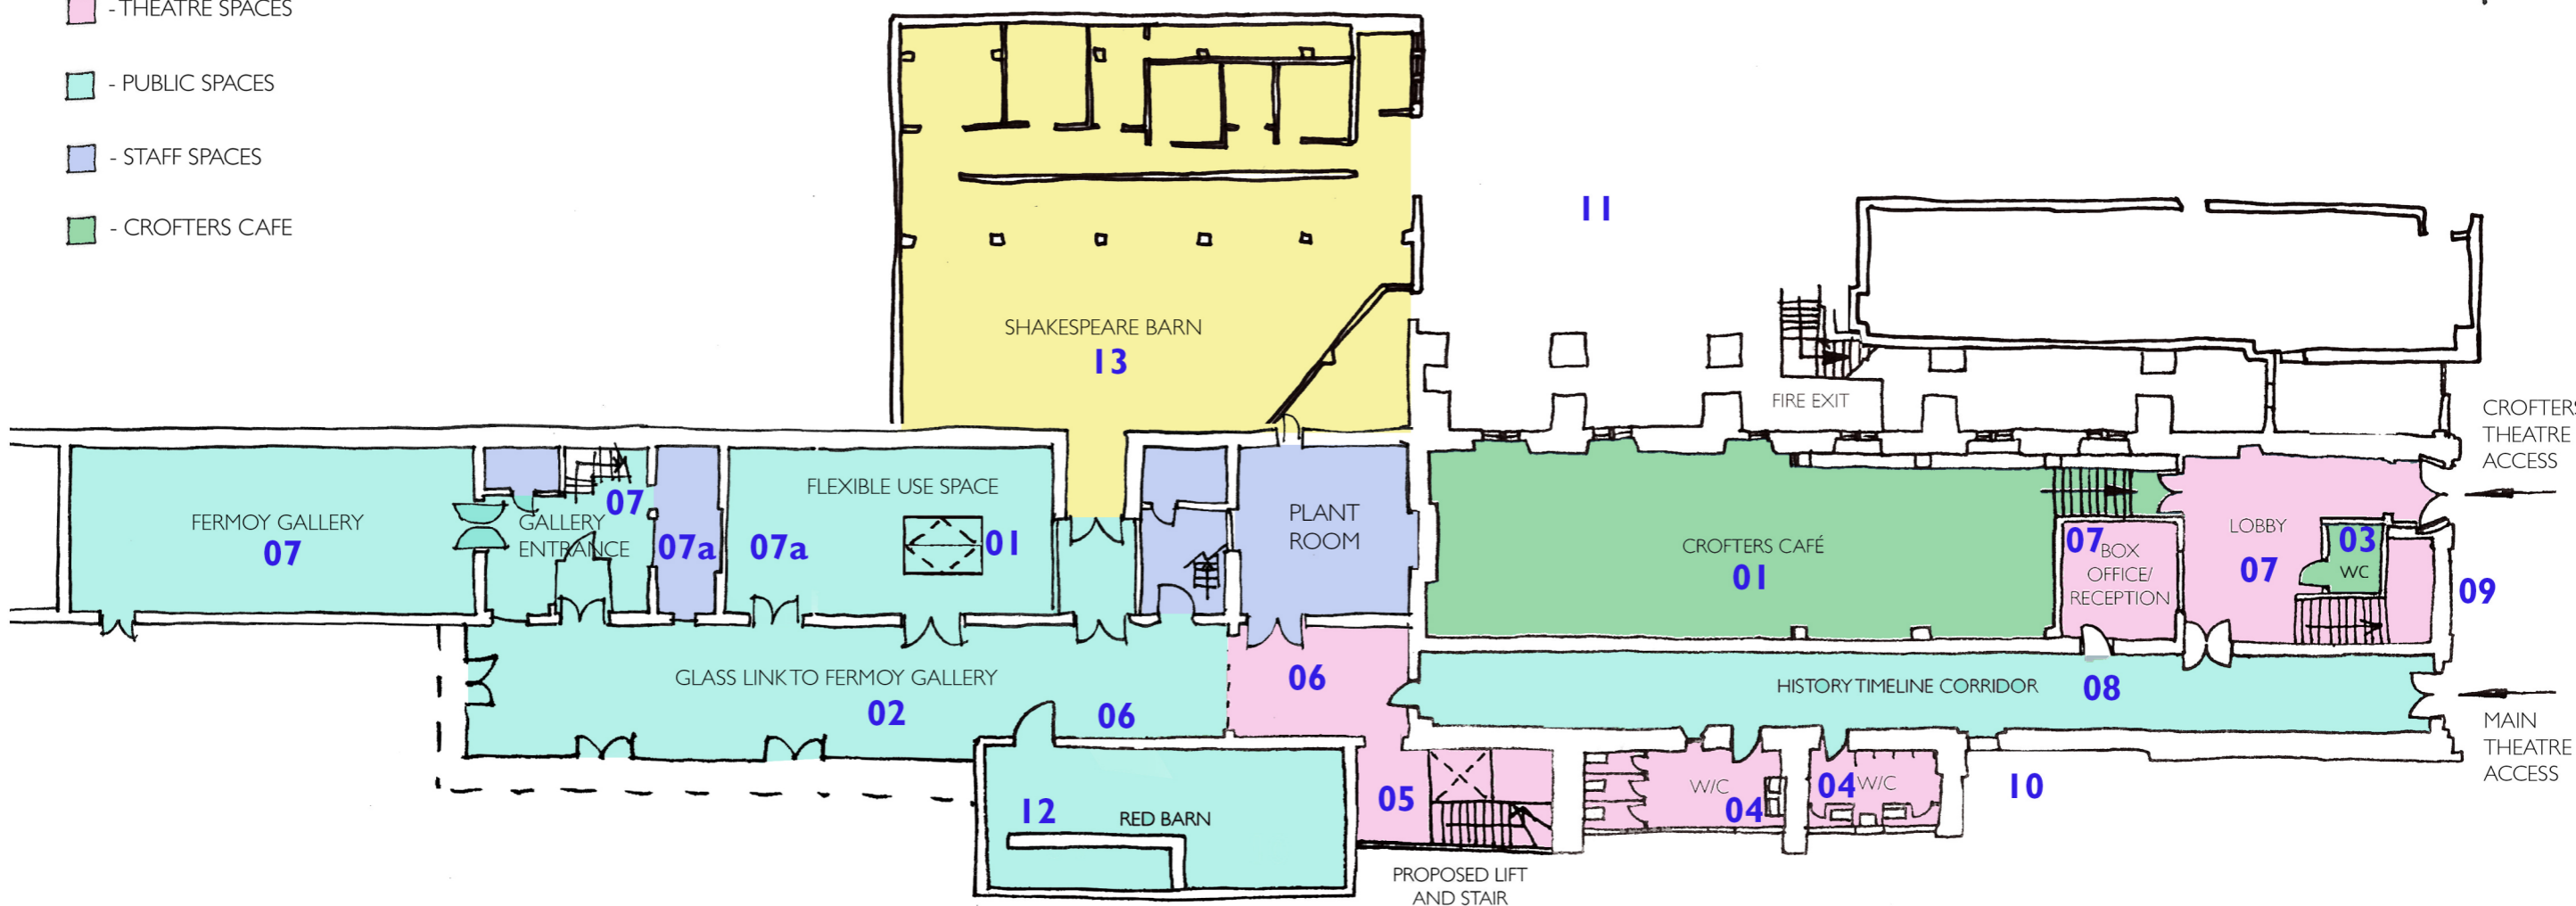 - THEATRE SPACES
- PUBLIC SPACES
- STAFF SPACES
- CROFTERS CAFE
11
SHAKESPEARE BARN
13
FIRE EXIT
CROFTERS
THEATRE
ACCESS
FERMOY GALLERY
07
07
GALLERY
ENTRANCE
07a
FLEXIBLE USE SPACE
07a
01
PLANT
ROOM
CROFTERS CAFÉ
01
07
BOX
OFFICE/
RECEPTION
LOBBY
07
03
WC
09
GLASS LINK TO FERMOY GALLERY
02
06
06
HISTORY TIMELINE CORRIDOR
08
MAIN
THEATRE
ACCESS
12
RED BARN
05
W/C
04
04
W/C
10
PROPOSED LIFT
AND STAIR